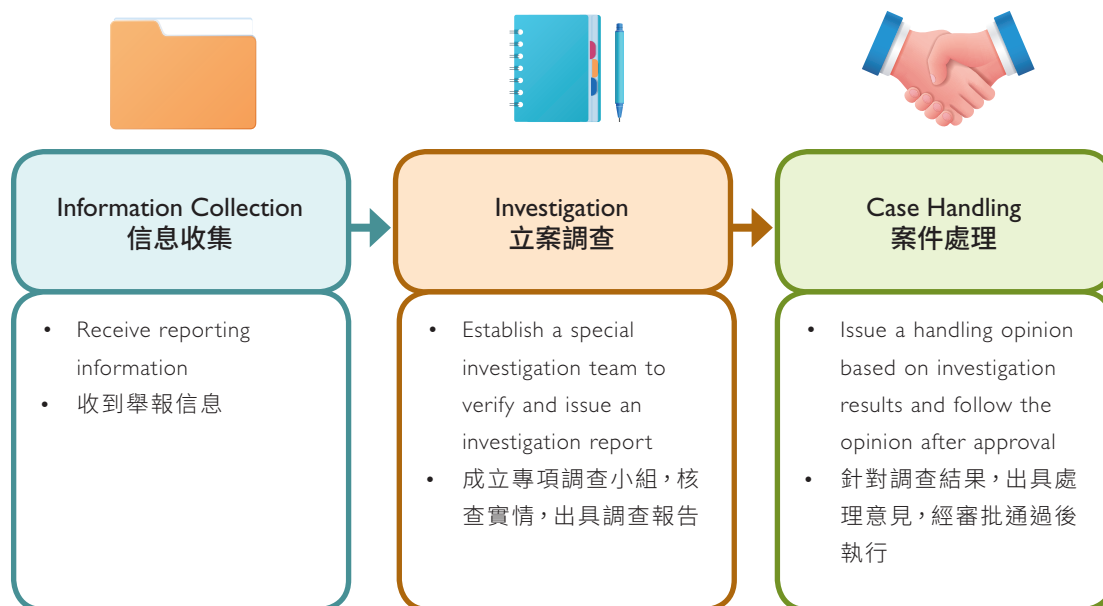 Information Collection
信息收集
• Receive reporting
information
• 收到舉報信息
Investigation
立案調查
• Establish a special
investigation team to
verify and issue an
investigation report
• 成立專項調查小組，核
查實情，出具調查報告
Case Handling
案件處理
• Issue a handling opinion
based on investigation
results and follow the
opinion after approval
• 針對調查結果，出具處
理意見，經審批通過後
執行